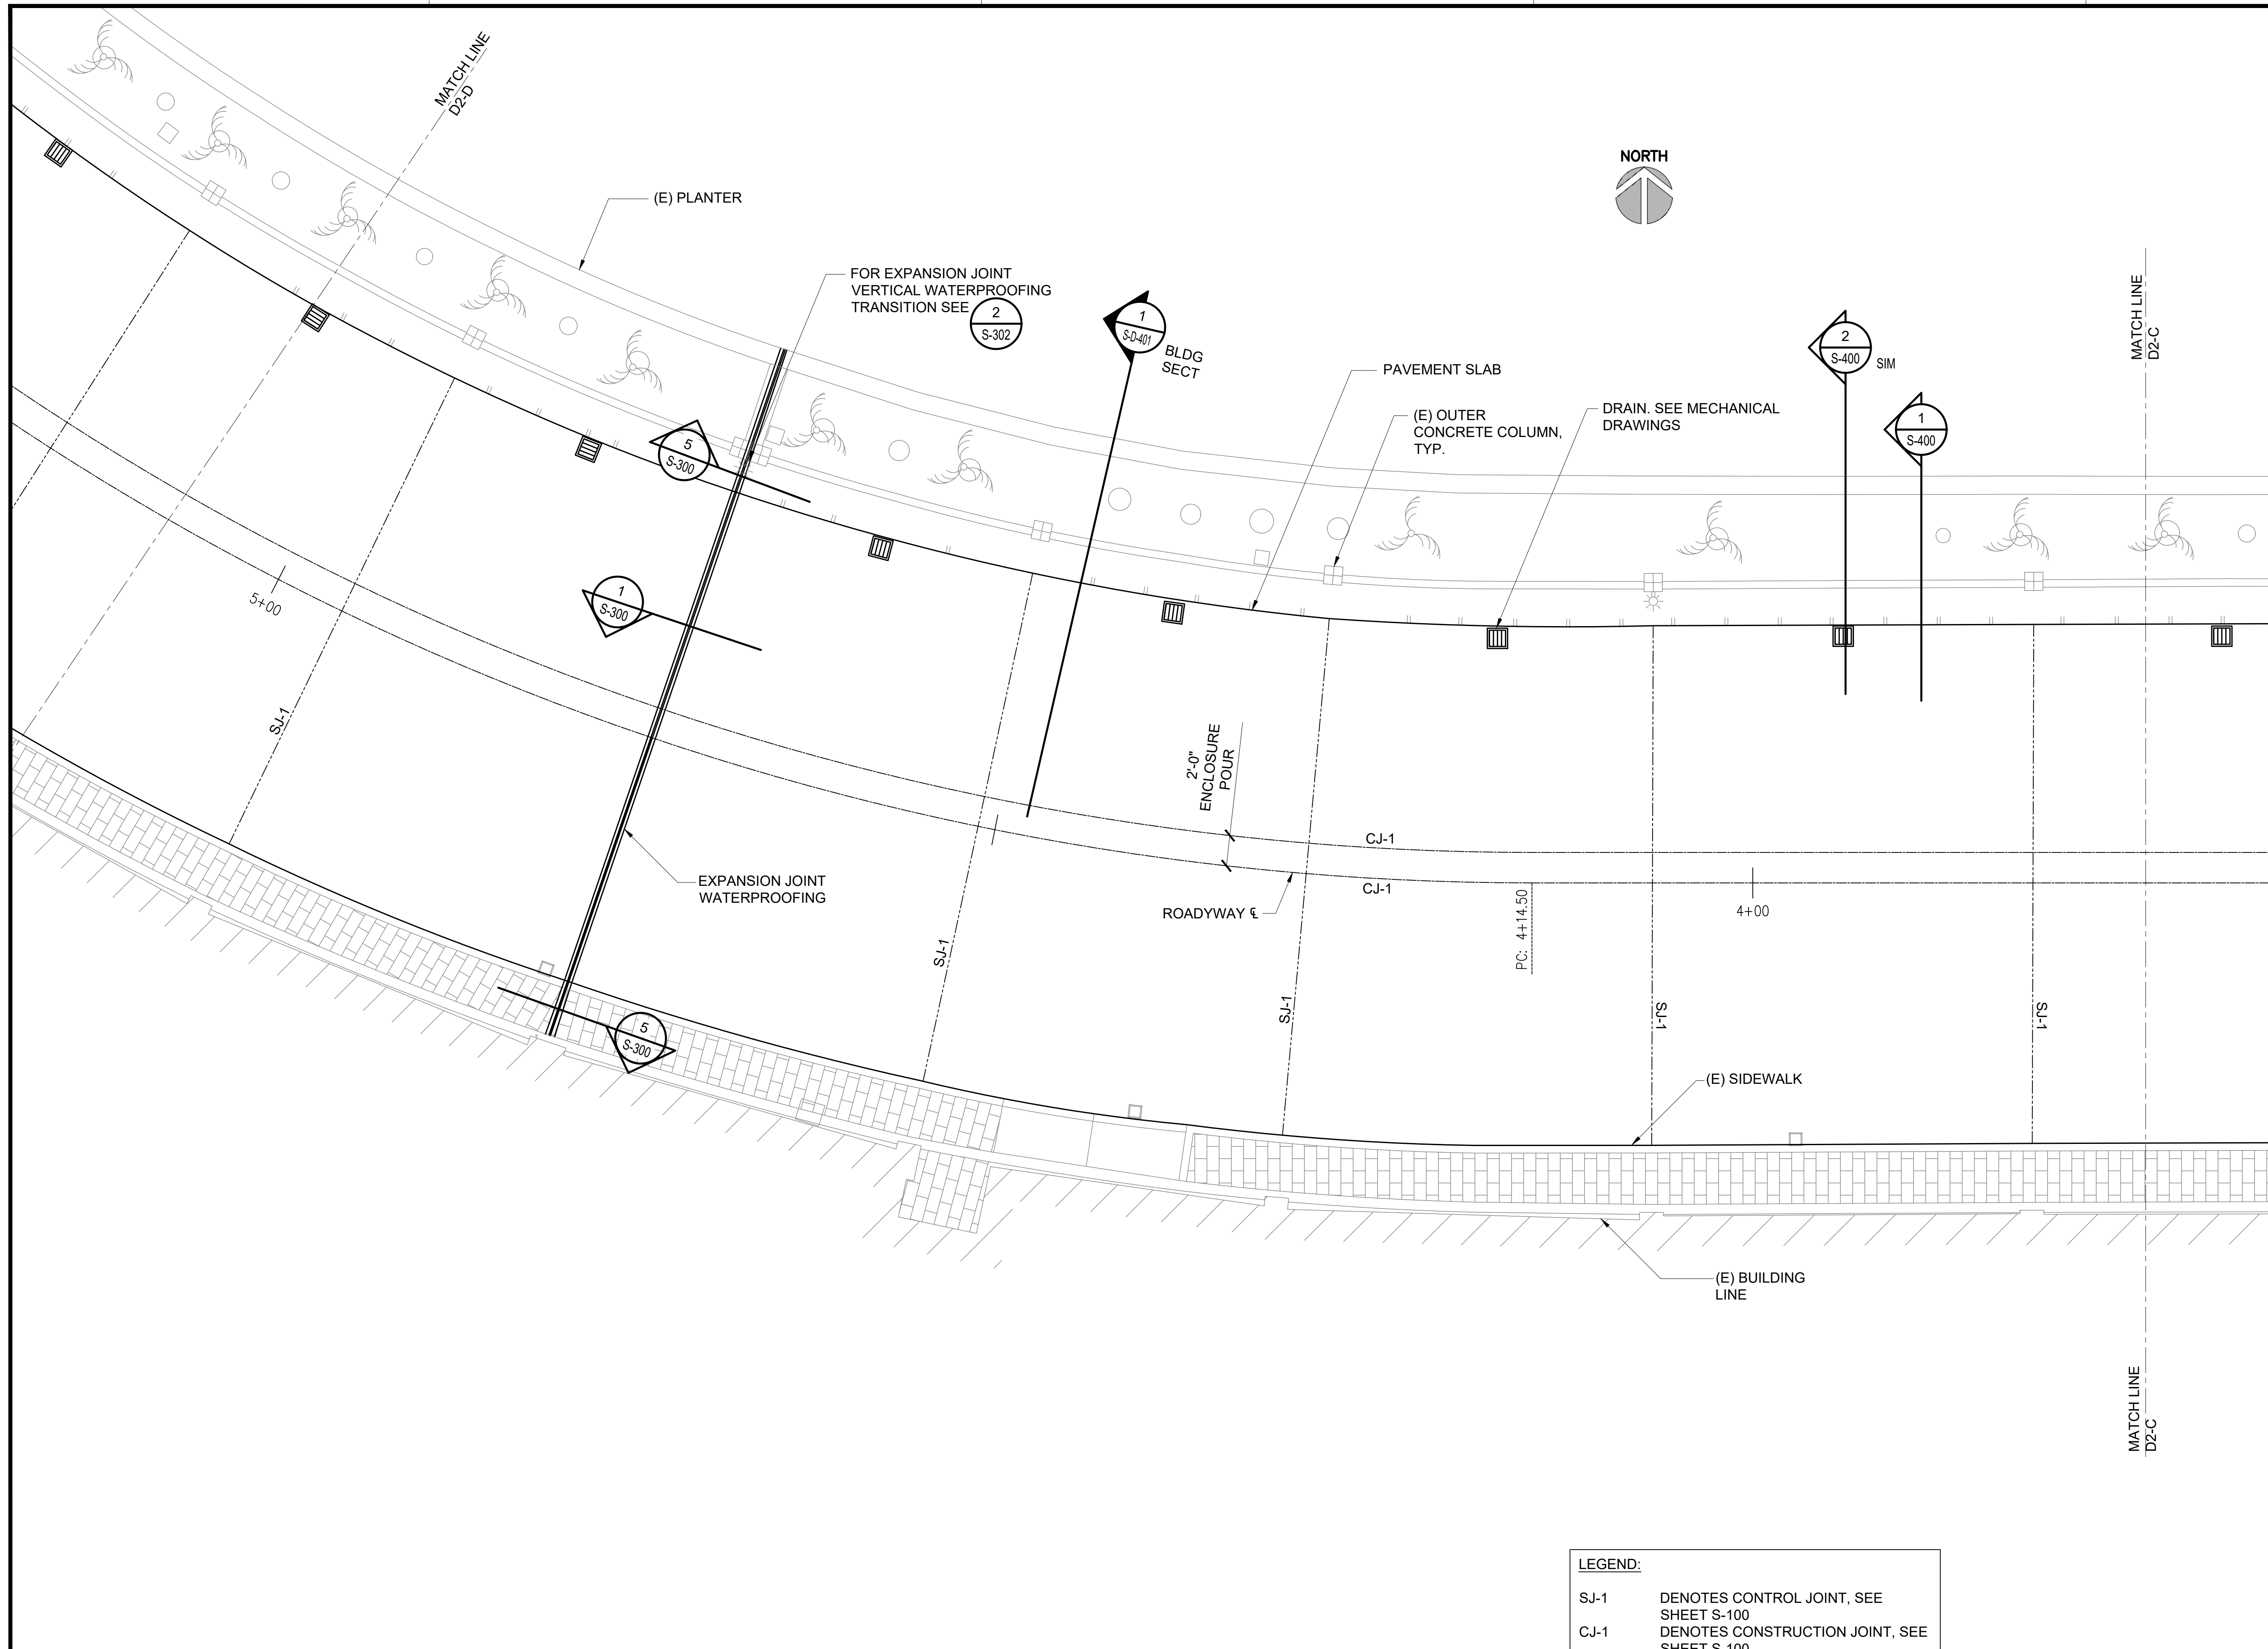 MATCH LINE
D2-D
(E) PLANTER
NORTH
FOR EXPANSION JOINT
VERTICAL WATERPROOFING
TRANSITION SEE
2
S-302
1
S-D-401
BLDG
SECT
MATCH LINE
D2-C
2
S-400
SIM
PAVEMENT SLAB
1
S-400
(E) OUTER
CONCRETE COLUMN,
TYP.
DRAIN. SEE MECHANICAL
DRAWINGS
5
S-300
1
S-300
5+00
SJ-1
2'-0"
ENCLOSURE
POUR
CJ-1
EXPANSION JOINT
WATERPROOFING
CJ-1
ROADYWAY ℄
PC: 4+14.50
4+00
SJ-1
SJ-1
SJ-1
SJ-1
5
S-300
(E) SIDEWALK
(E) BUILDING
LINE
MATCH LINE
D2-C
LEGEND:
SJ-1 DENOTES CONTROL JOINT, SEE
SHEET S-100
CJ-1 DENOTES CONSTRUCTION JOINT, SEE
SHEET S-100